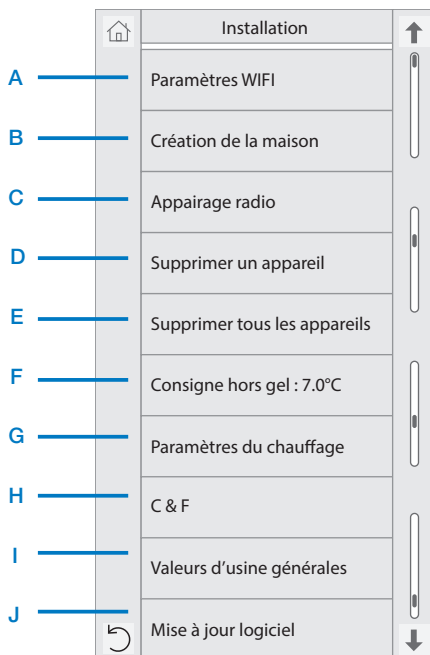 Installation
A
Paramètres WIFI
B
Création de la maison
C
Appairage radio
D
Supprimer un appareil
E
Supprimer tous les appareils
F
Consigne hors gel : 7.0°C
G
Paramètres du chauffage
H
C & F
I
Valeurs d’usine générales
J
Mise à jour logiciel